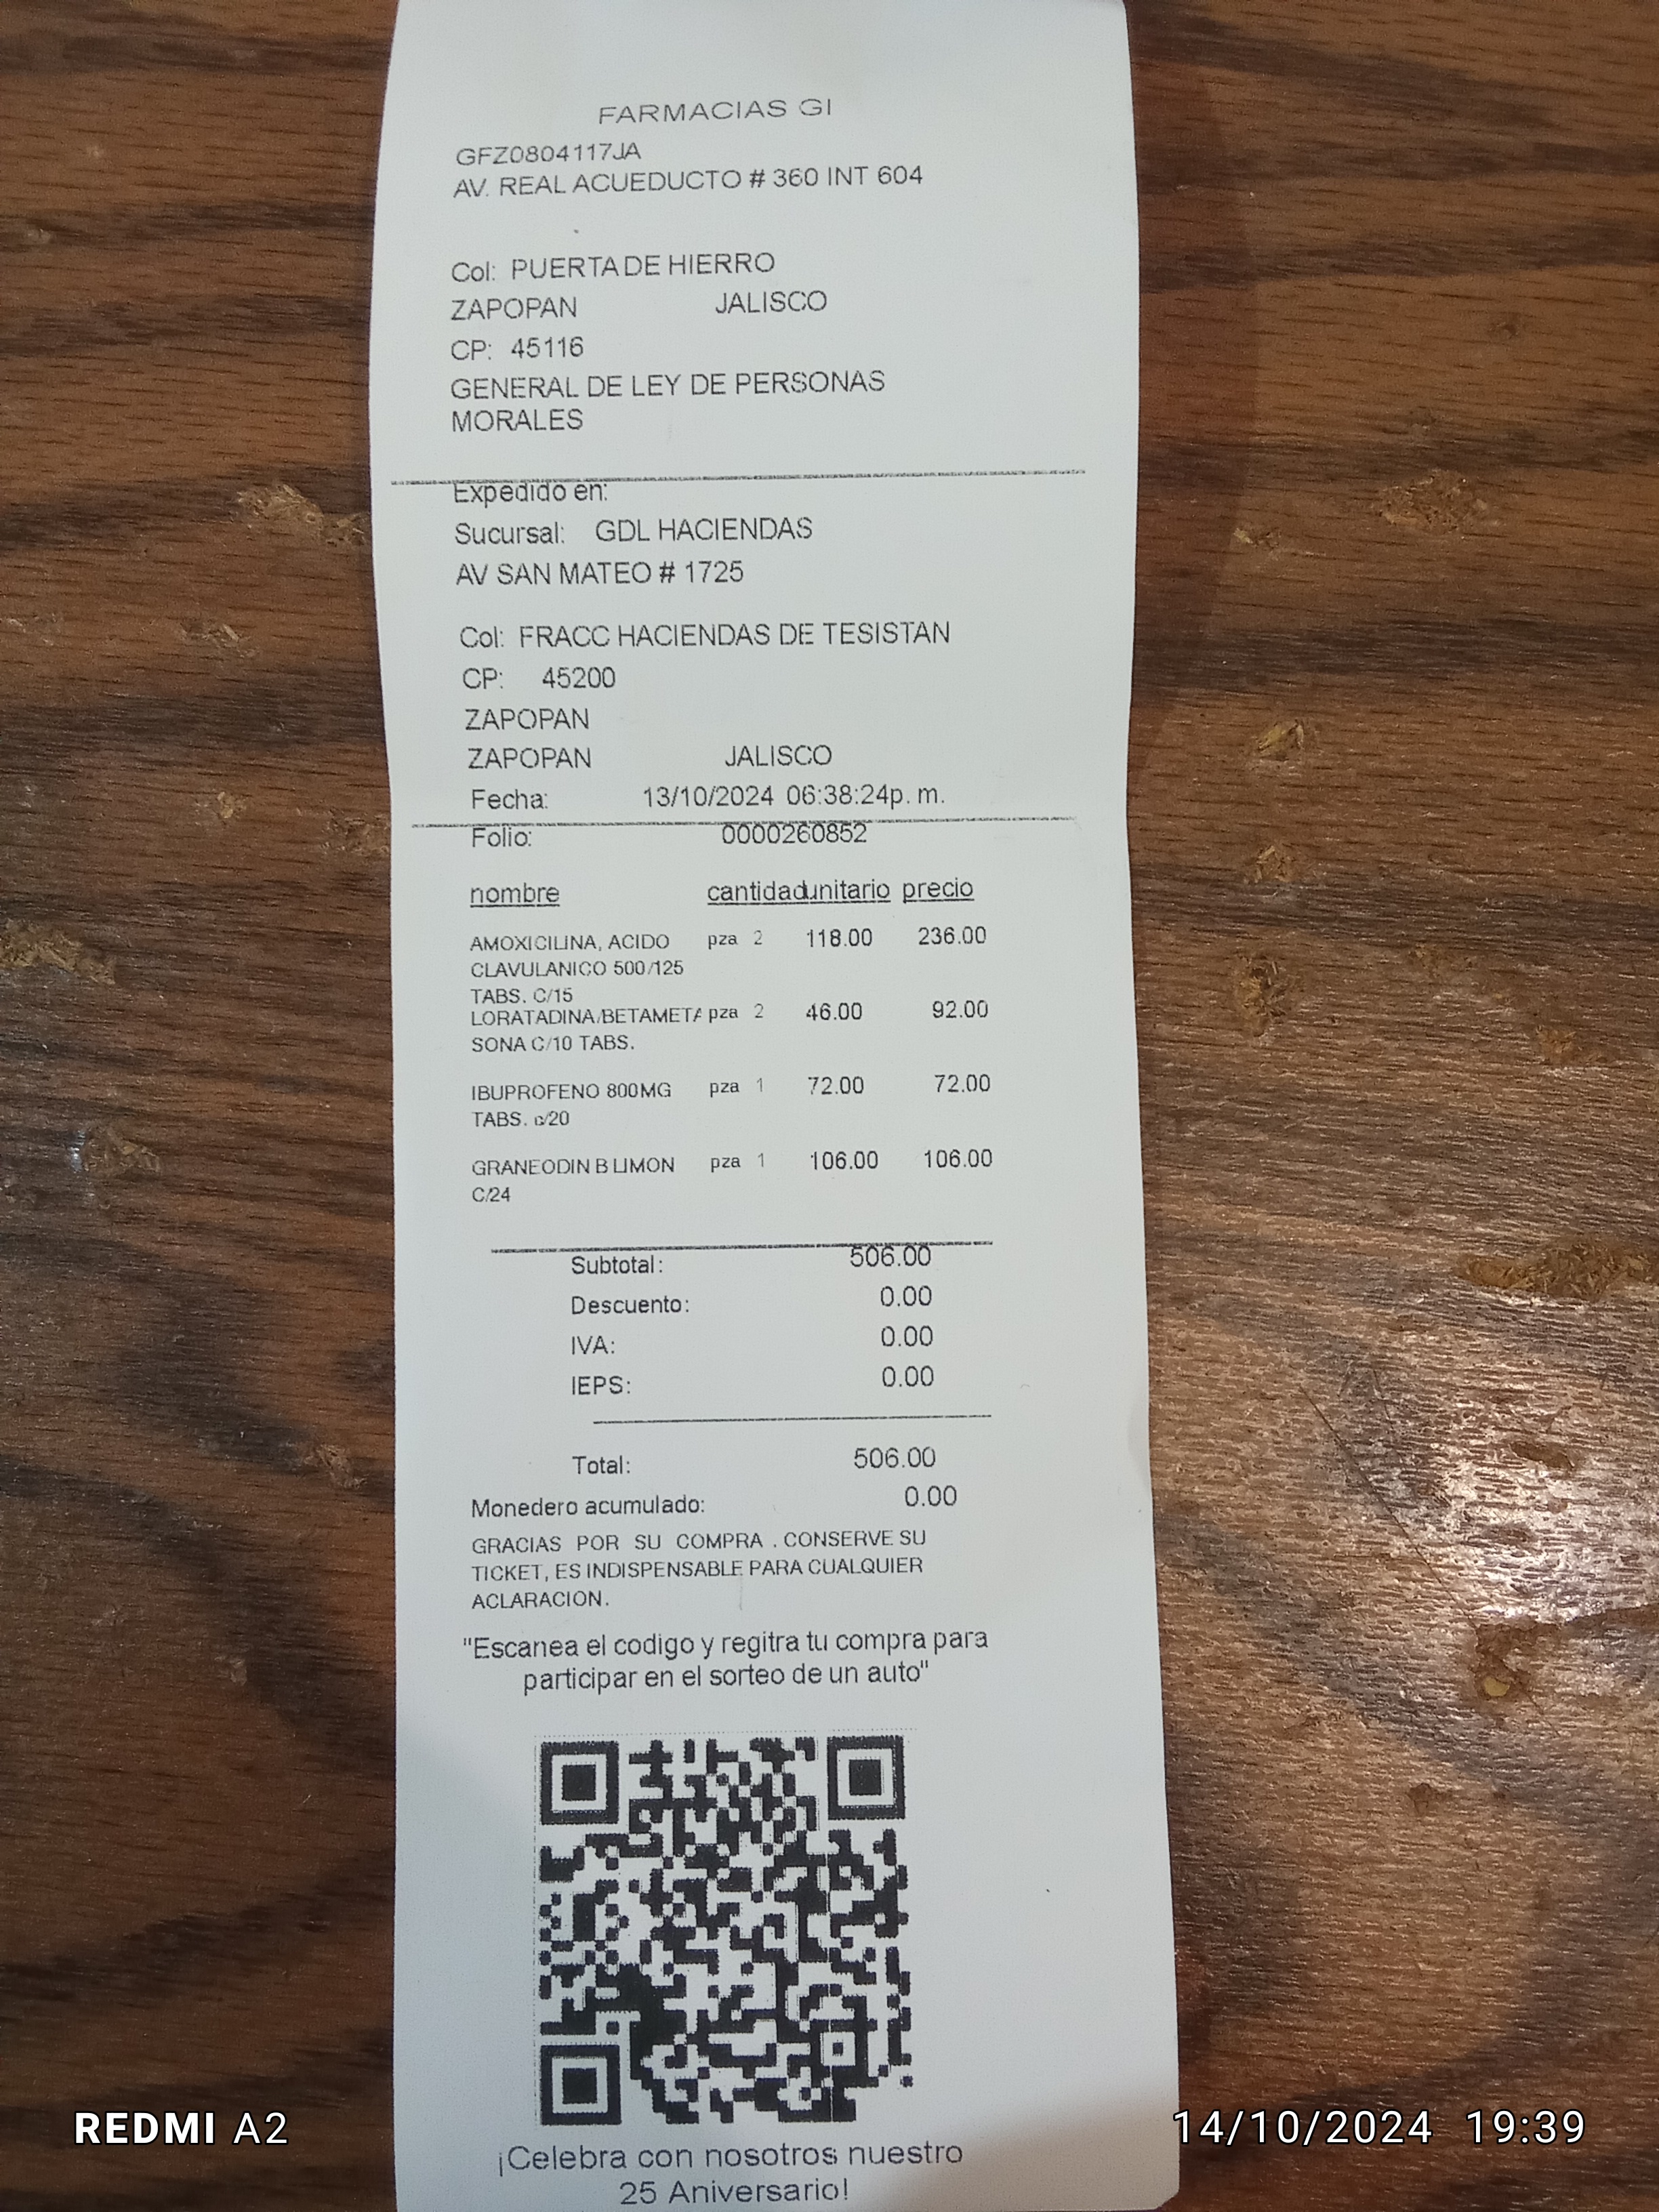 FARMACIAS GI
GFZ0804117JA
AV. REAL ACUEDUCTO # 360 INT 604
Col: PUERTA DE HIERRO
ZAPOPAN JALISCO
CP: 45116
GENERAL DE LEY DE PERSONAS
MORALES
Expedido en:
Sucursal: GDL HACIENDAS
AV SAN MATEO # 1725
Col: FRACC HACIENDAS DE TESISTAN
CP: 45200
ZAPOPAN
ZAPOPAN JALISCO
Fecha: 13/10/2024 06:38:24p. m.
Folio: 0000260852
nombre cantidad unitario precio
AMOXICILINA, ACIDO pza 2 118.00 236.00
CLAVULANICO 500/125
TABS. C/15
LORATADINA/BETAMETA pza 2 46.00 92.00
SONA C/10 TABS.
IBUPROFENO 800MG pza 1 72.00 72.00
TABS. c/20
GRANEODIN B LIMON pza 1 106.00 106.00
C/24
Subtotal: 506.00
Descuento: 0.00
IVA: 0.00
IEPS: 0.00
Total: 506.00
Monedero acumulado: 0.00
GRACIAS POR SU COMPRA . CONSERVE SU
TICKET, ES INDISPENSABLE PARA CUALQUIER
ACLARACION.
"Escanea el codigo y regitra tu compra para
participar en el sorteo de un auto"
¡Celebra con nosotros nuestro
25 Aniversario!
REDMI A2
14/10/2024 19:39